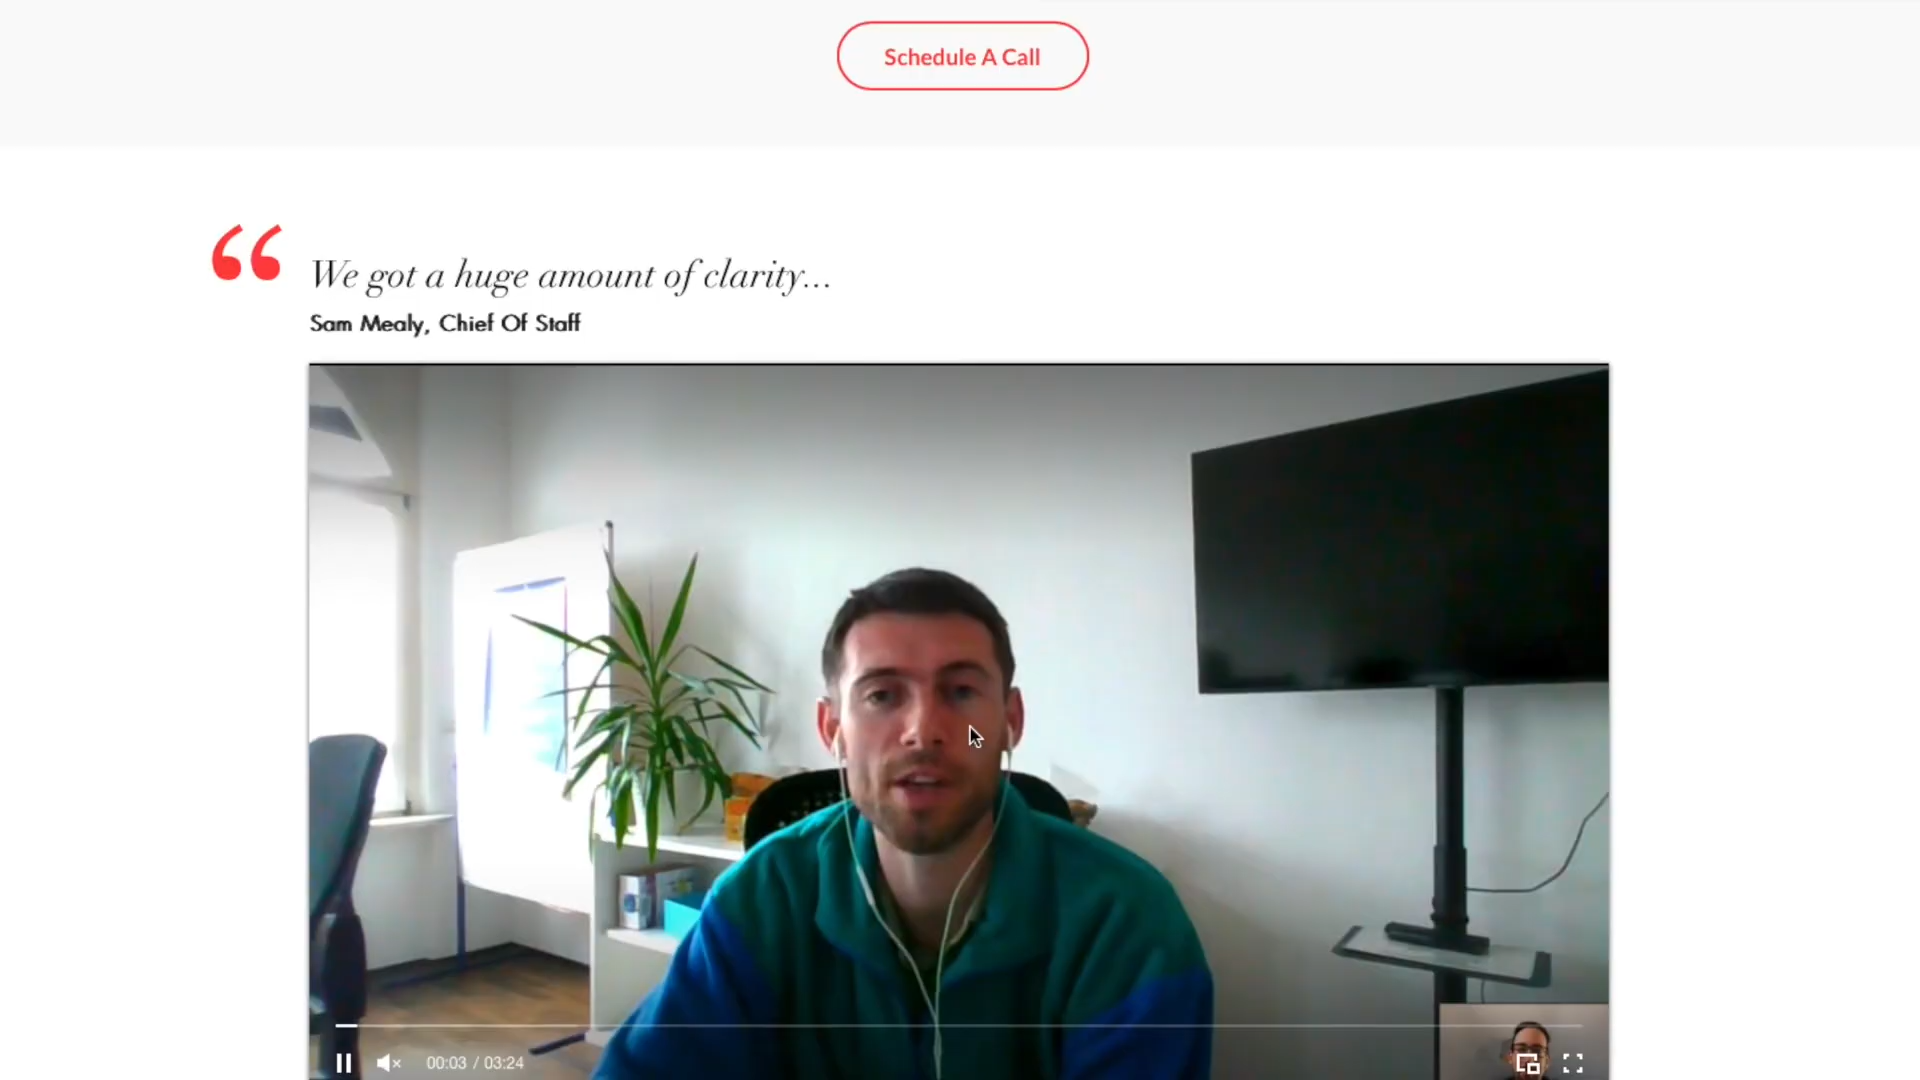 Schedule A Call
“
We got a huge amount of clarity...
Sam Mealy, Chief Of Staff
00:03 / 03:24